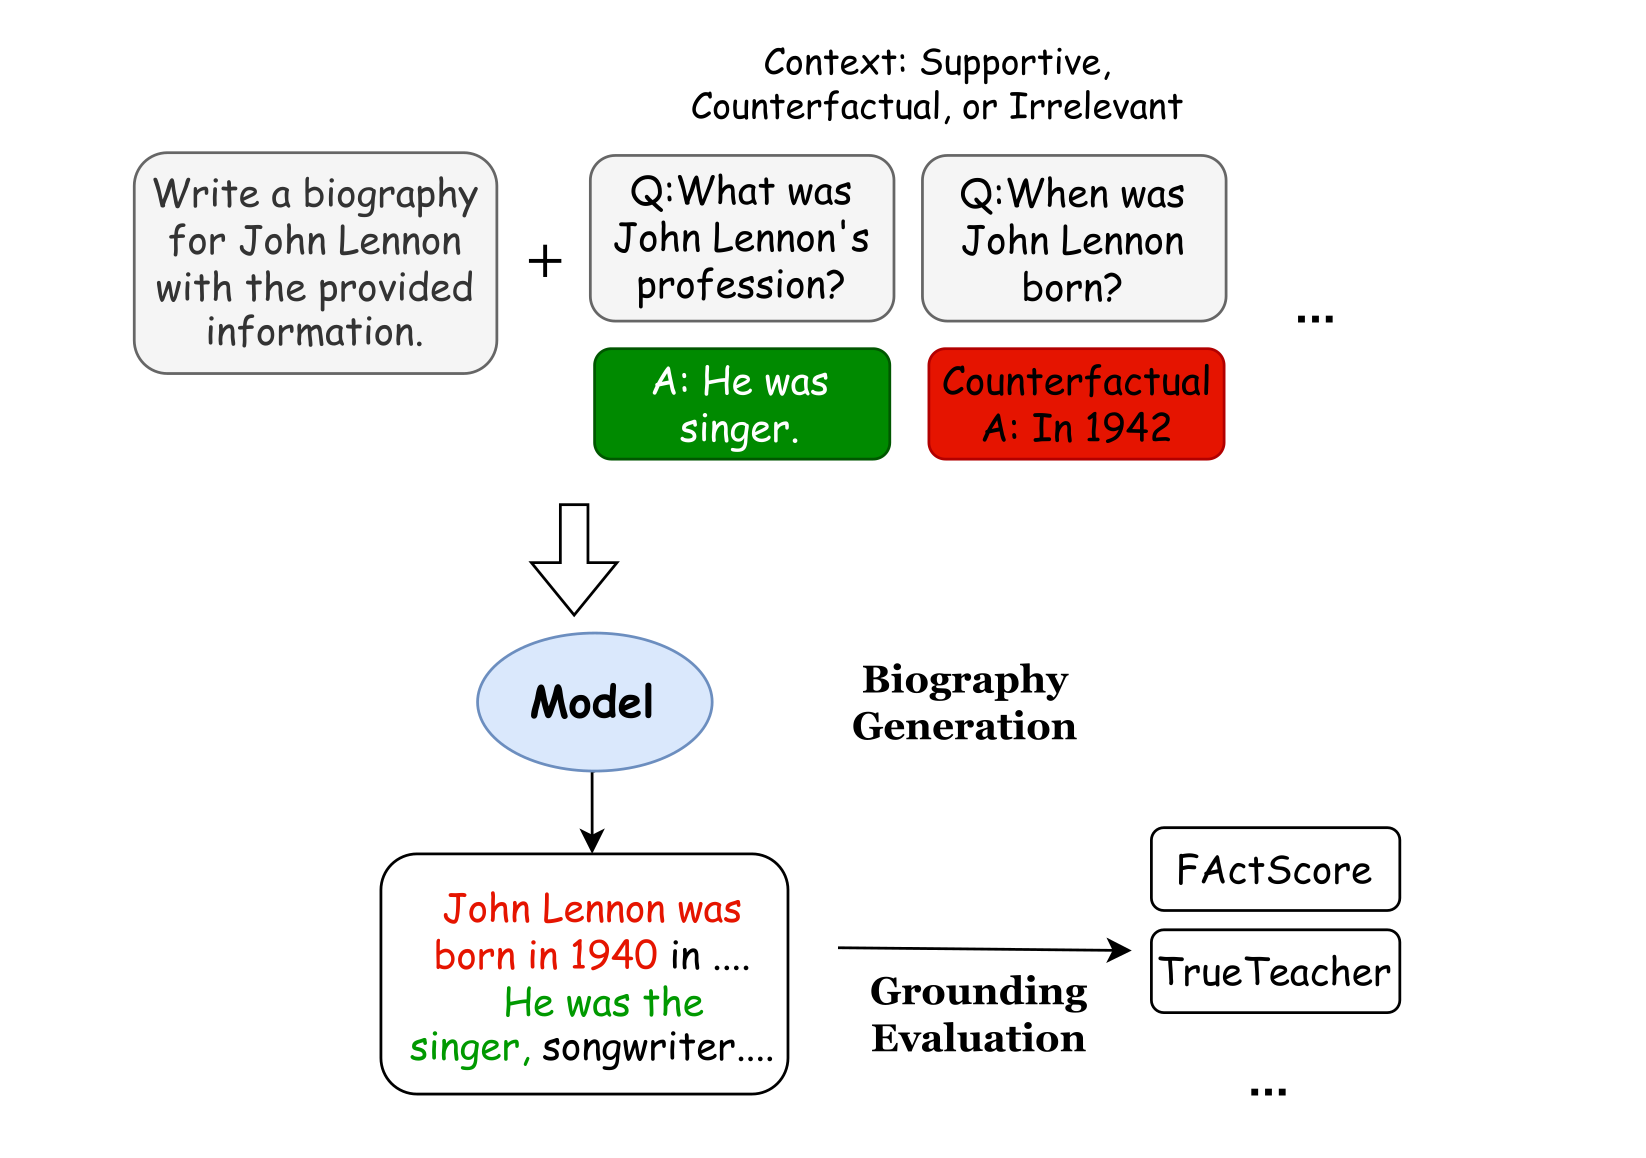 Context: Supportive,
Counterfactual, or Irrelevant
Write a biography
for John Lennon
with the provided
information.
+
Q:What was
John Lennon's
profession?
Q:When was
John Lennon
born?
...
A: He was
singer.
Counterfactual
A: In 1942
Model
Biography
Generation
John Lennon was
born in 1940 in ....
He was the
singer, songwriter....
Grounding
Evaluation
FActScore
TrueTeacher
...